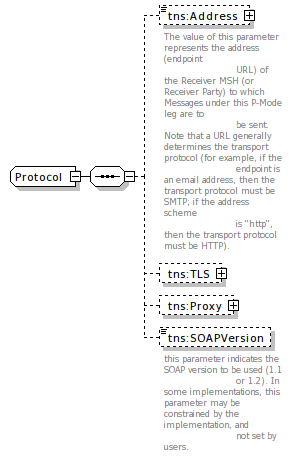 tns:Address
The value of this parameter
represents the address
(endpoint
URL) of
the Receiver MSH (or
Receiver Party) to which
Messages under this P-Mode
leg are to
be sent.
Note that a URL generally
determines the transport
protocol (for example, if the
endpoint is
an email address, then the
transport protocol must be
SMTP; if the address
scheme
is "http",
then the transport protocol
must be HTTP).
Protocol
tns:TLS
tns:Proxy
tns:SOAPVersion
this parameter indicates the
SOAP version to be used (1.1
or 1.2). In
some implementations, this
parameter may be
constrained by the
implementation, and
not set by
users.